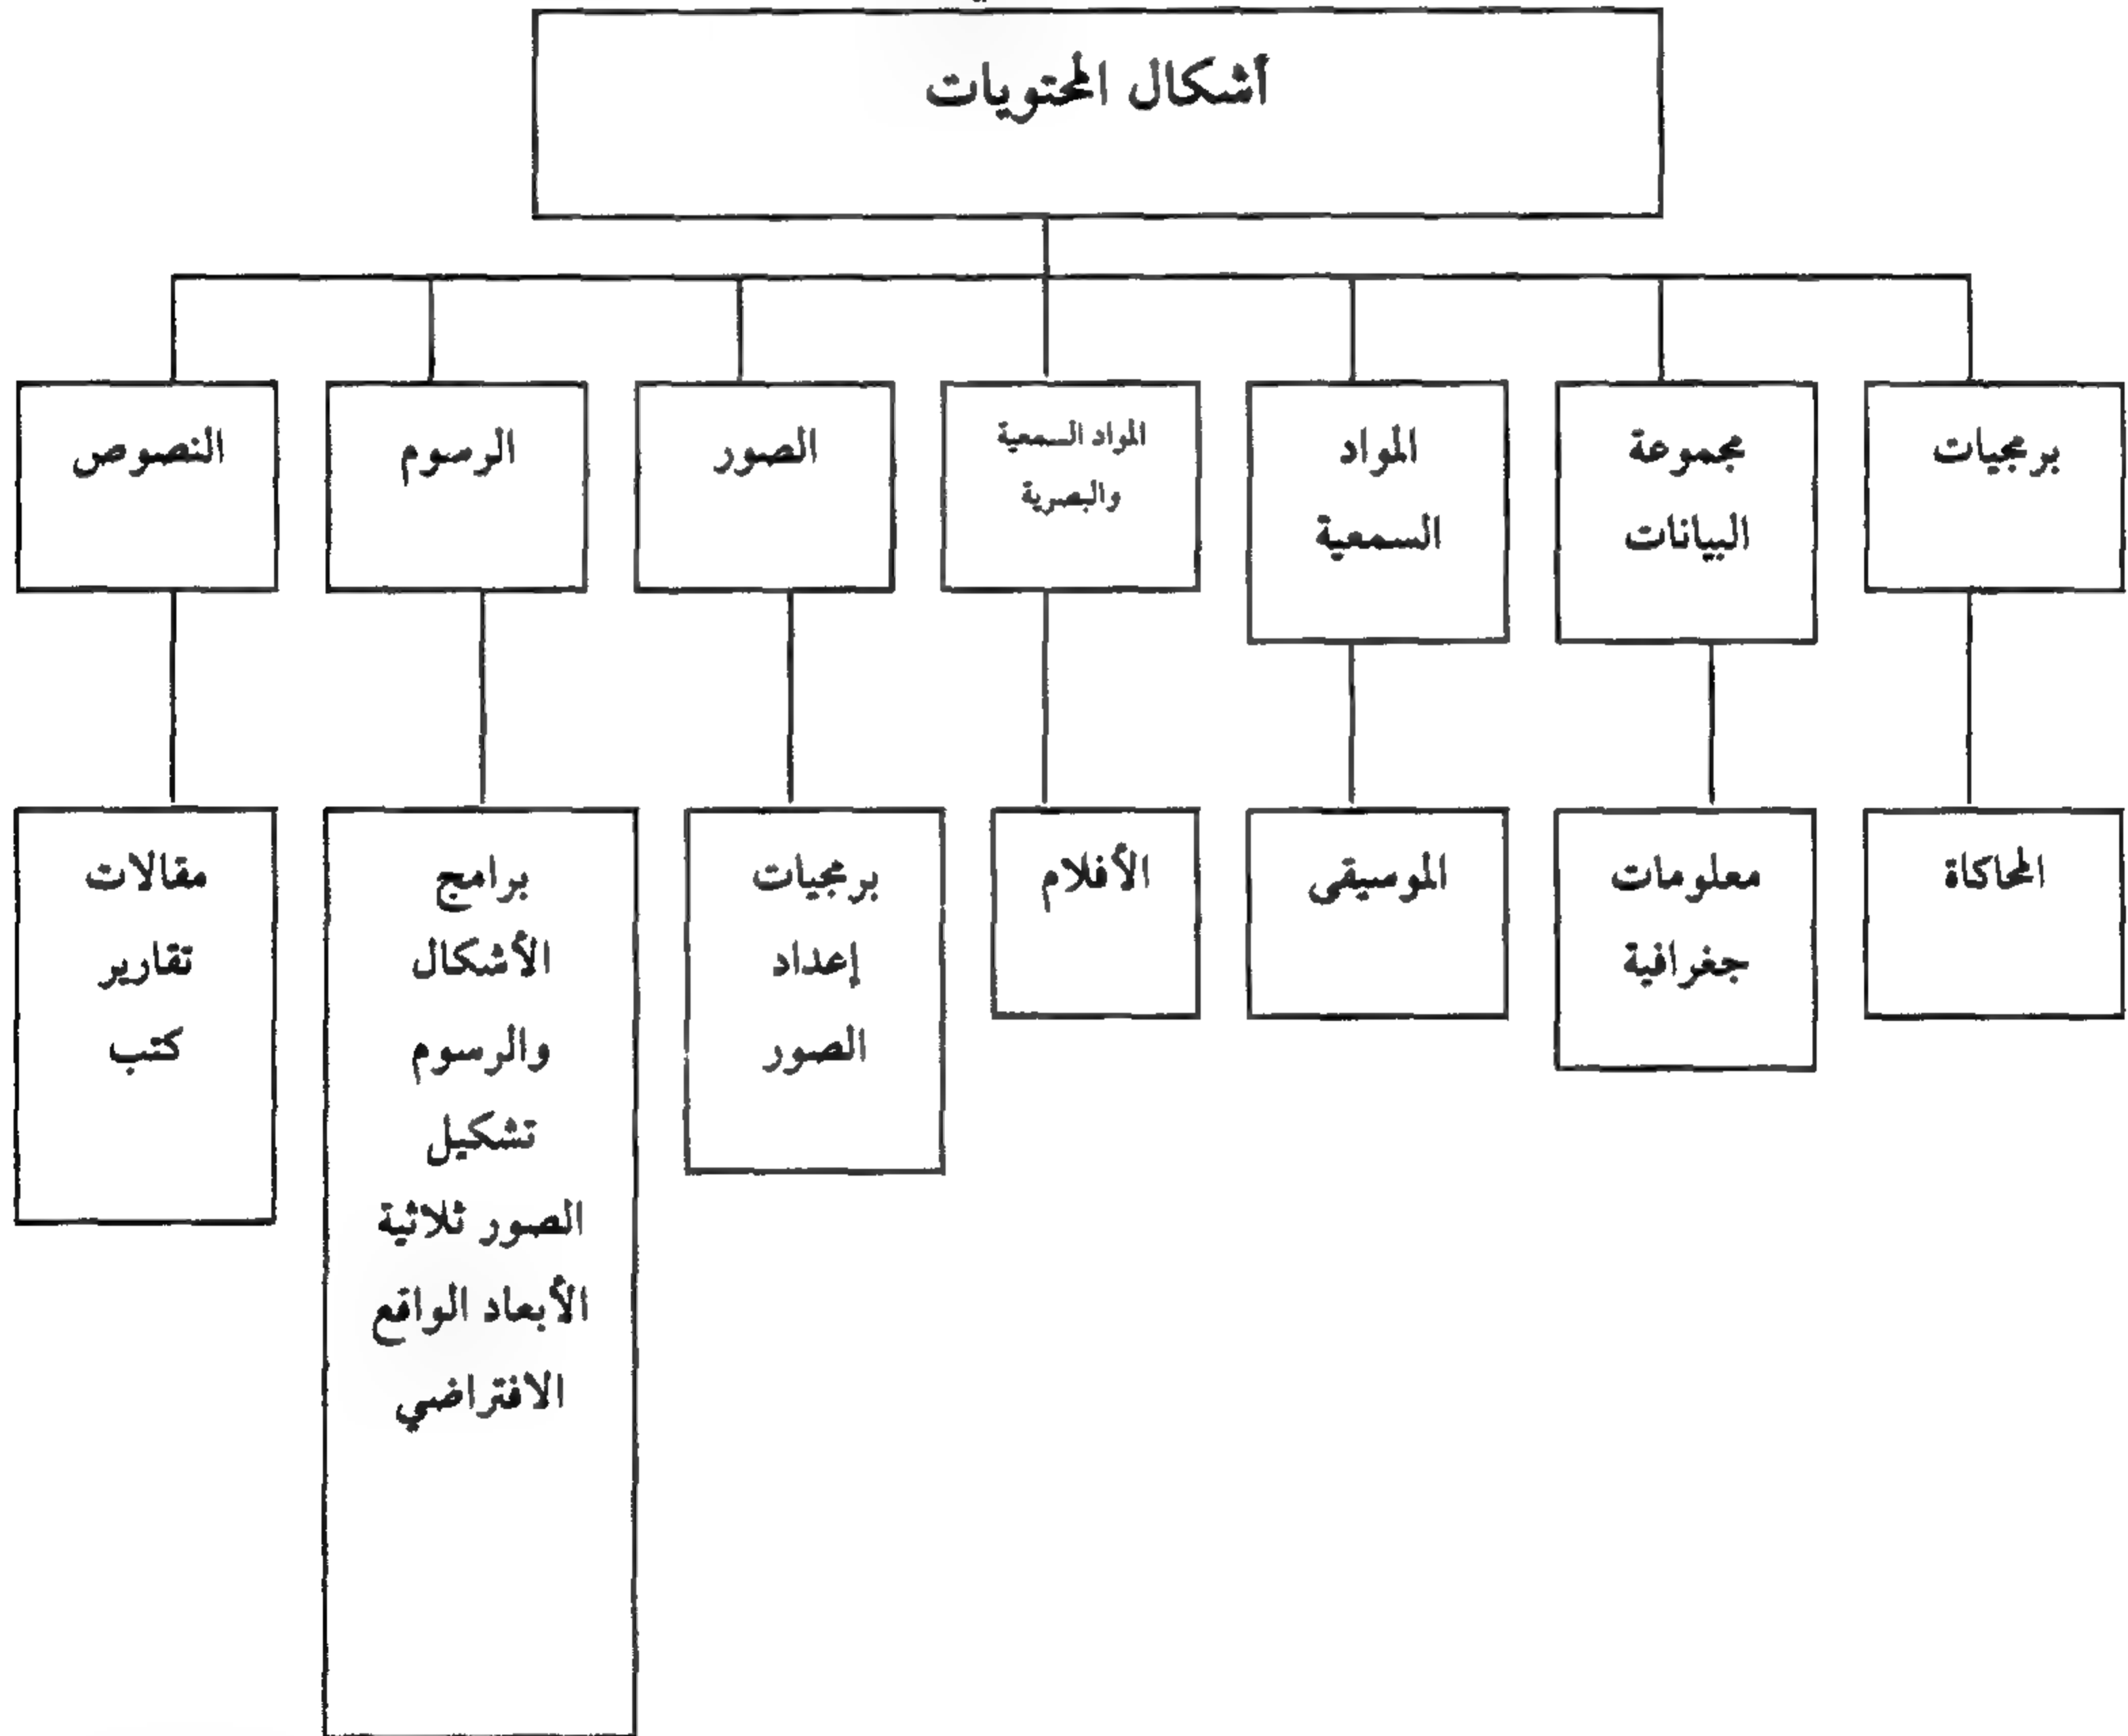 أشكال المحتويات
برمجيات
مجموعة
البيانات
المواد
السمعية
المواد السمعية
والبصرية
الصور
الرسوم
النصوص
المحاكاة
معلومات
جغرافية
الموسيقى
الأفلام
برمجيات
إعداد
الصور
برامج
الأشكال
والرسوم
تشكيل
الصور ثلاثية
الأبعاد الواقع
الافتراضي
مقالات
تقارير
كتب